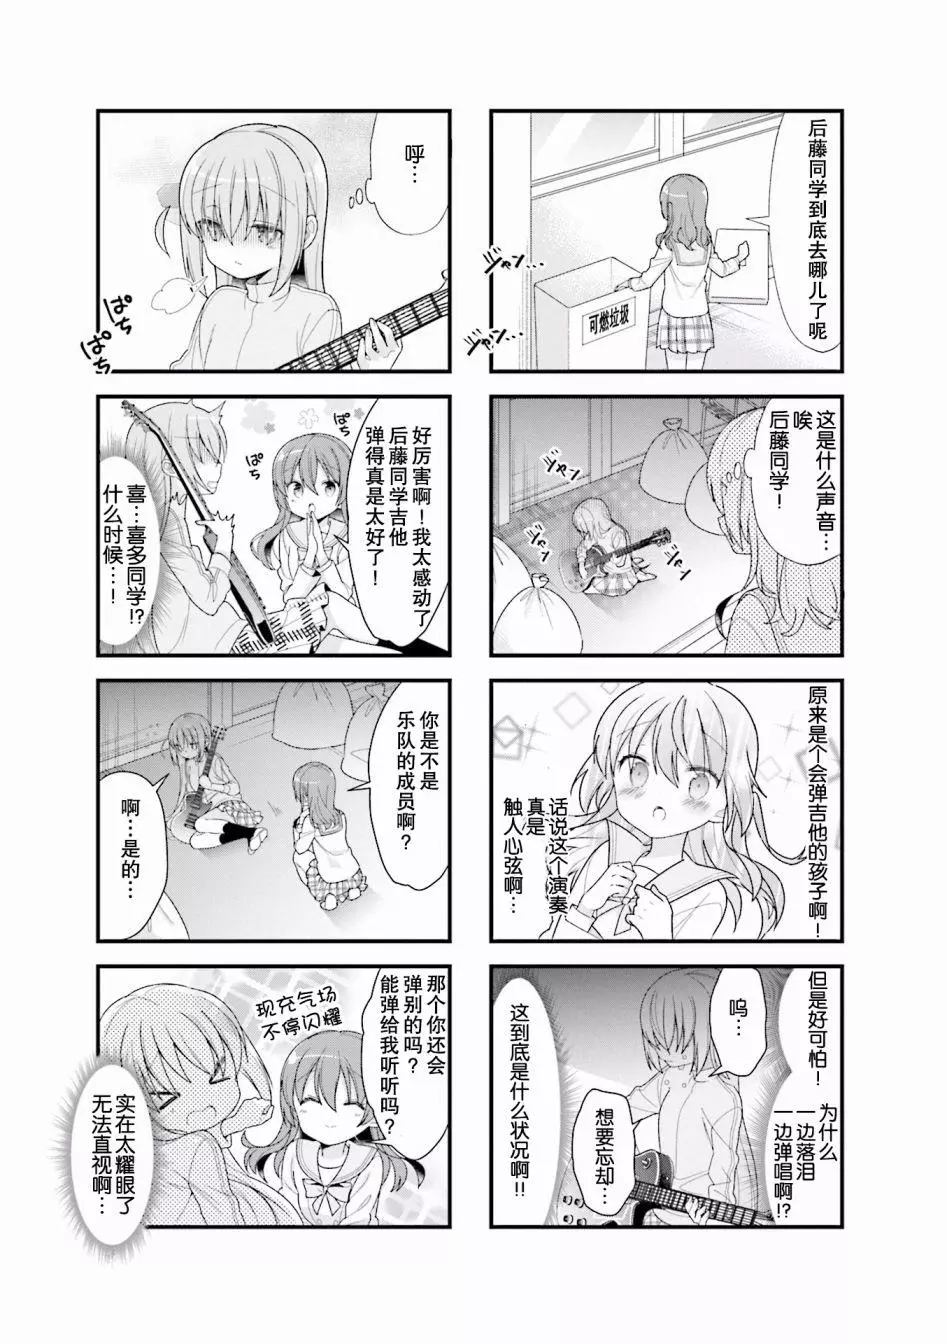 后藤同学到底去哪儿了呢
ジャン…
ジャン…
可燃垃圾
这是什么声音…
唉
后藤同学!
ジャン
ジャン
ジャン
原来是个会弹吉他的孩子啊!
话说这个演奏
真是
触人心弦啊…
但是好可怕!
为什么
一边落泪
一边弹唱啊!?
呜…
想要忘却…
这到底是什么状况啊!!
呼…
ぱち
ぱち
好厉害啊!我太感动了
后藤同学吉他
弹得真是太好了!
ぱち
ぱち
喜…喜多同学!?
什么时候…!
你是不是
乐队的成员啊?
啊…是的…
那个你还会
弹别的吗?
能弹给我听听吗?
现充气场
不停闪耀
实在太耀眼了
无法直视啊…